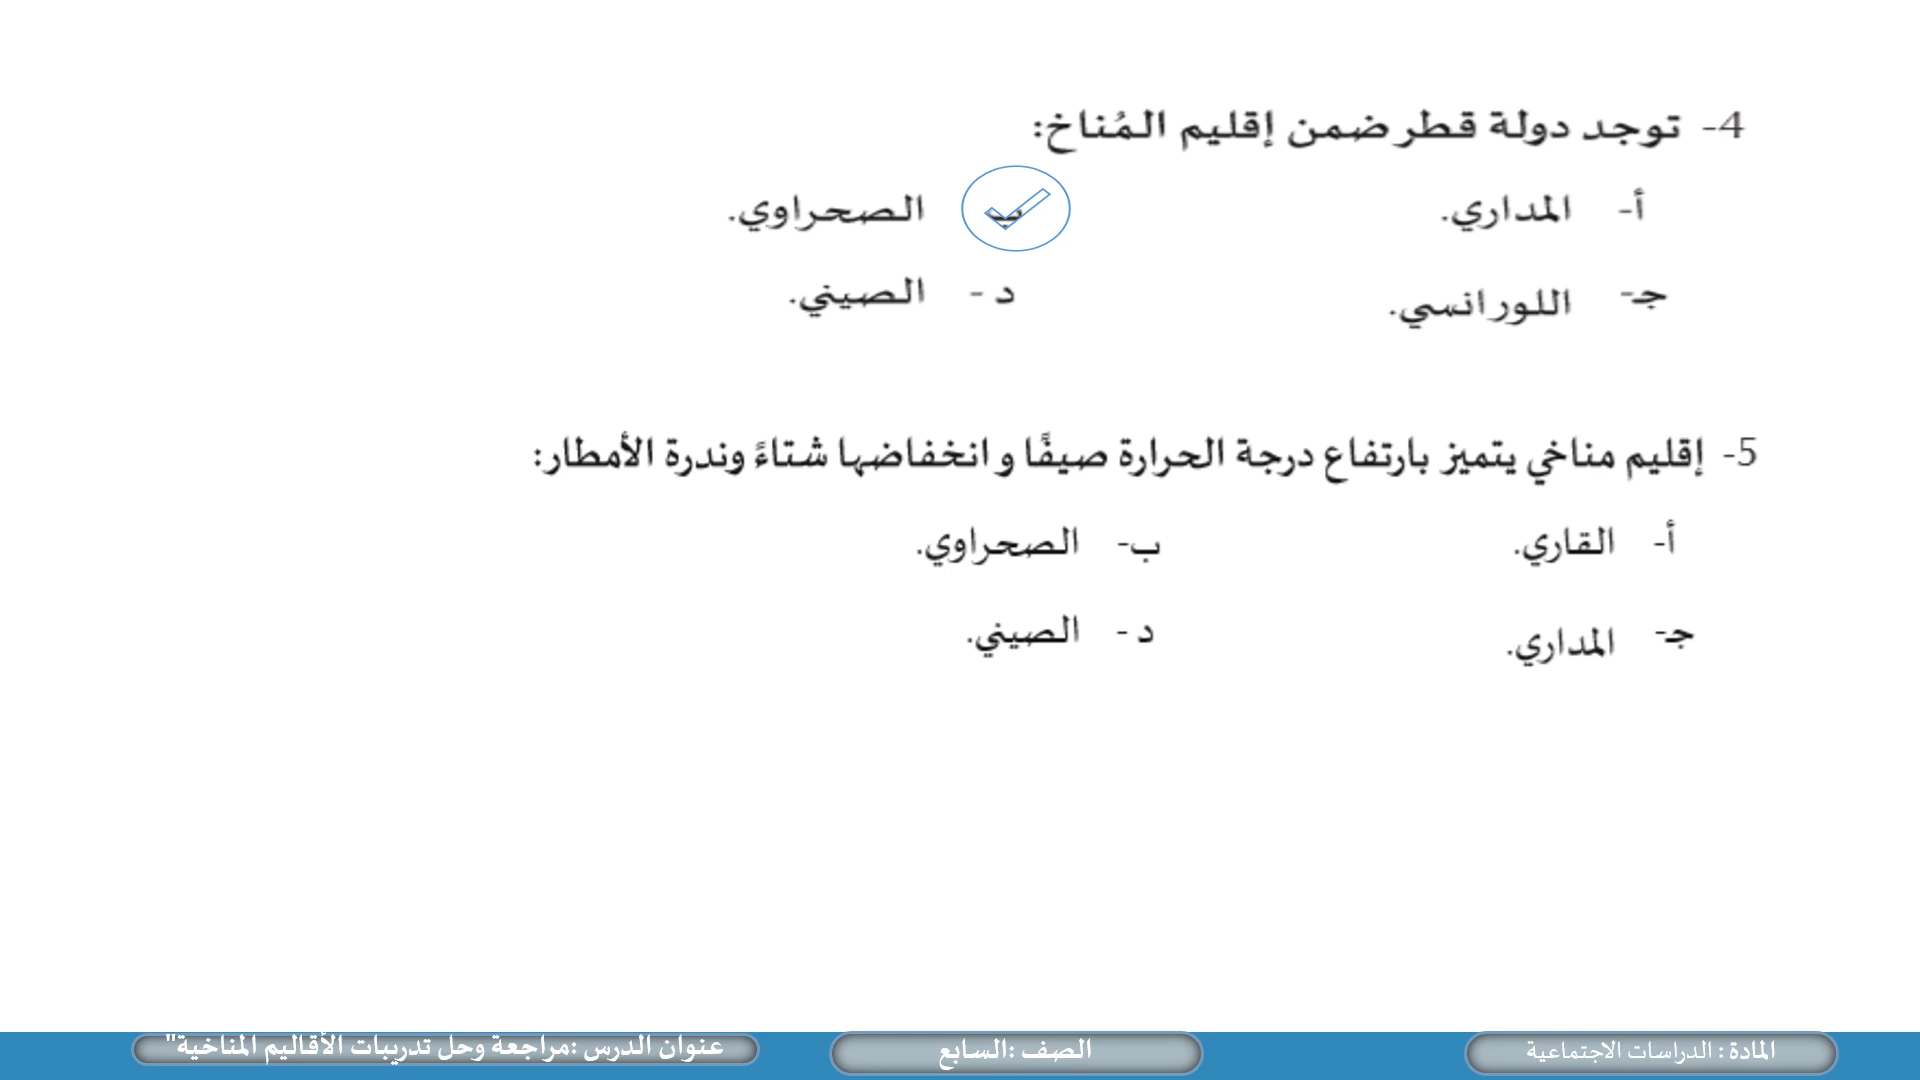 4- توجد دولة قطر ضمن إقليم المُناخ:
أ- المداري. ب الصحراوي.
جـ- اللورانسي. د - الصيني.
5- إقليم مناخي يتميز بارتفاع درجة الحرارة صيفًا وانخفاضها شتاءً وندرة الأمطار:
أ- القاري. ب- الصحراوي.
جـ- المداري. د - الصيني.
المادة : الدراسات الاجتماعية الصف :السابع عنوان الدرس :مراجعة وحل تدريبات الأقاليم المناخية"